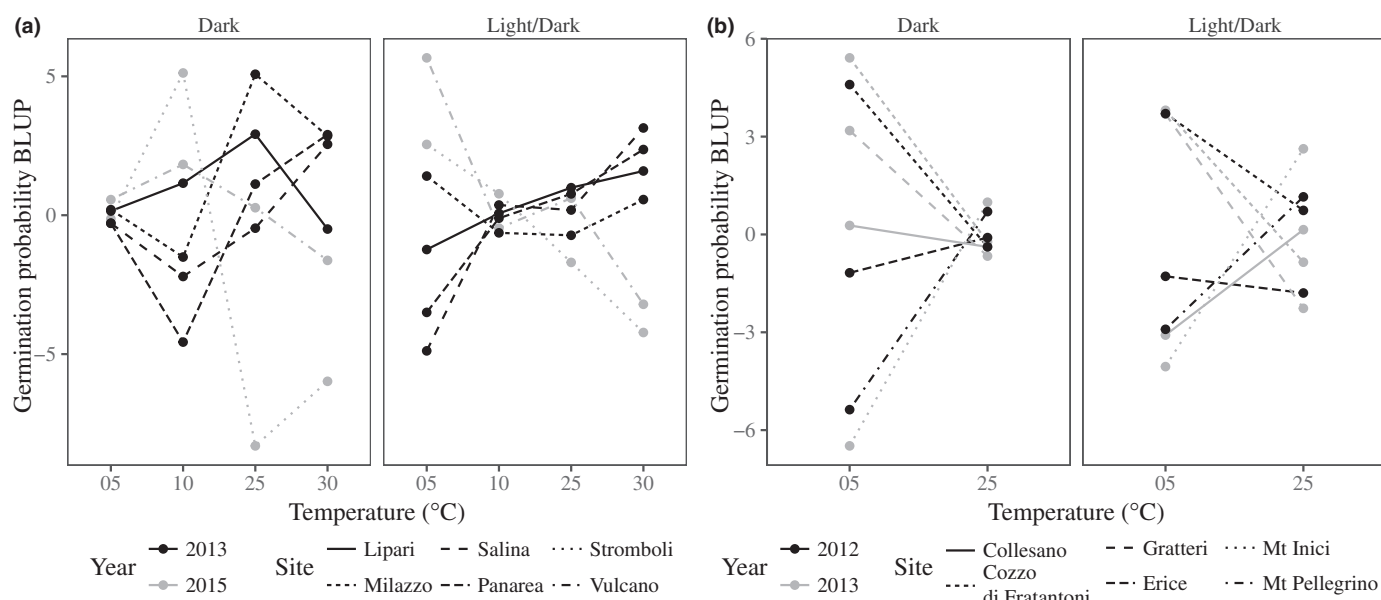 (a)
Dark
Light/Dark
Germination probability BLUP
5
0
−5
05 10 25 30
05 10 25 30
Temperature (°C)
Year
2013
2015
Site
Lipari
Salina
Stromboli
Milazzo
Panarea
Vulcano
(b)
Dark
Light/Dark
Germination probability BLUP
6
3
0
−3
−6
05 25
05 25
Temperature (°C)
Year
2012
2013
Site
Collesano
Gratteri
Mt Inici
Cozzo
di Fratantoni
Erice
Mt Pellegrino